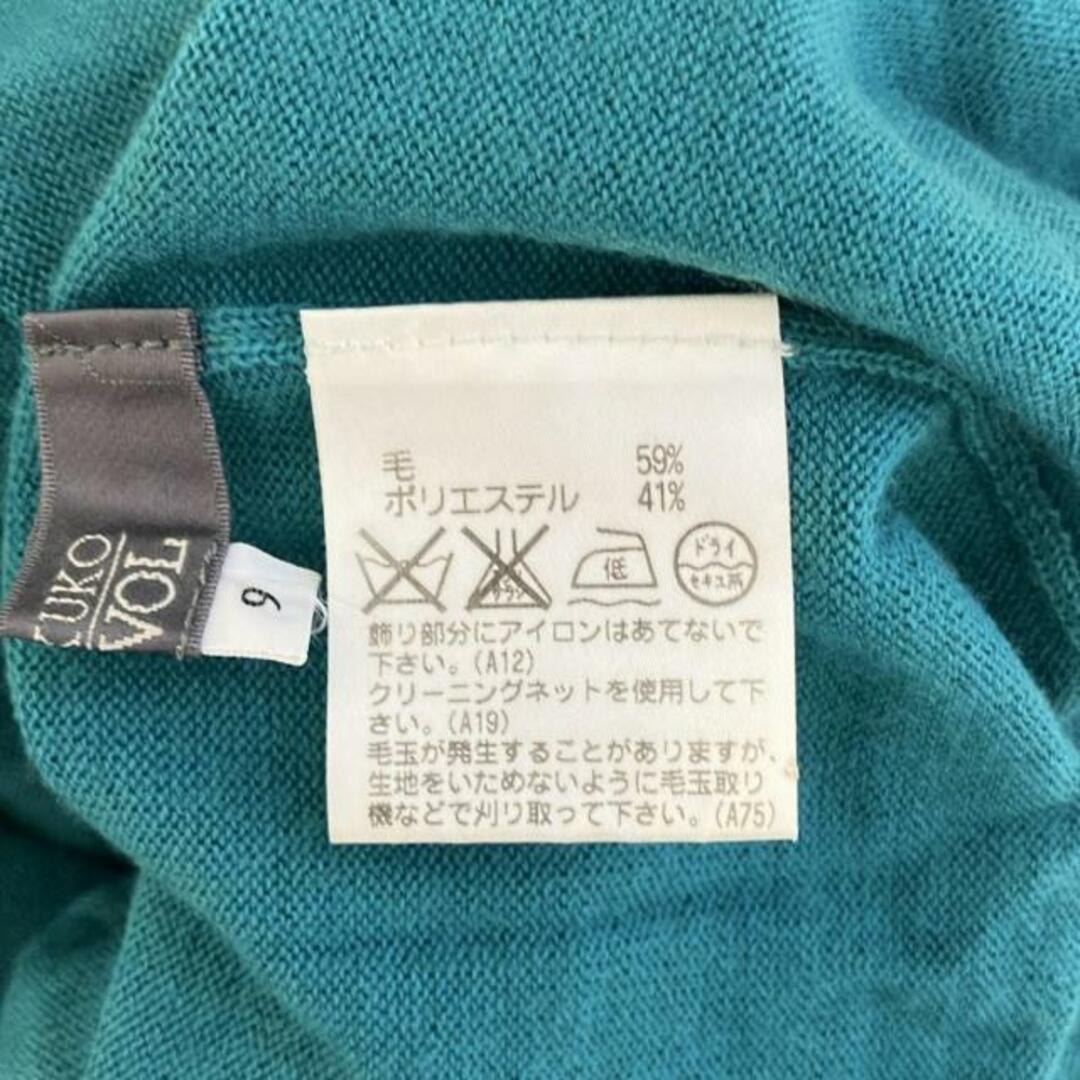 毛 59%
ポリエステル 41%
低
ドライ
セキユ系
飾り部分にアイロンはあてないで
下さい。(A12)
クリーニングネットを使用して下
さい。(A19)
毛玉が発生することがありますが、
生地をいためないように毛玉取り
機などで刈り取って下さい。(A75)
ZUKO
VOL
9